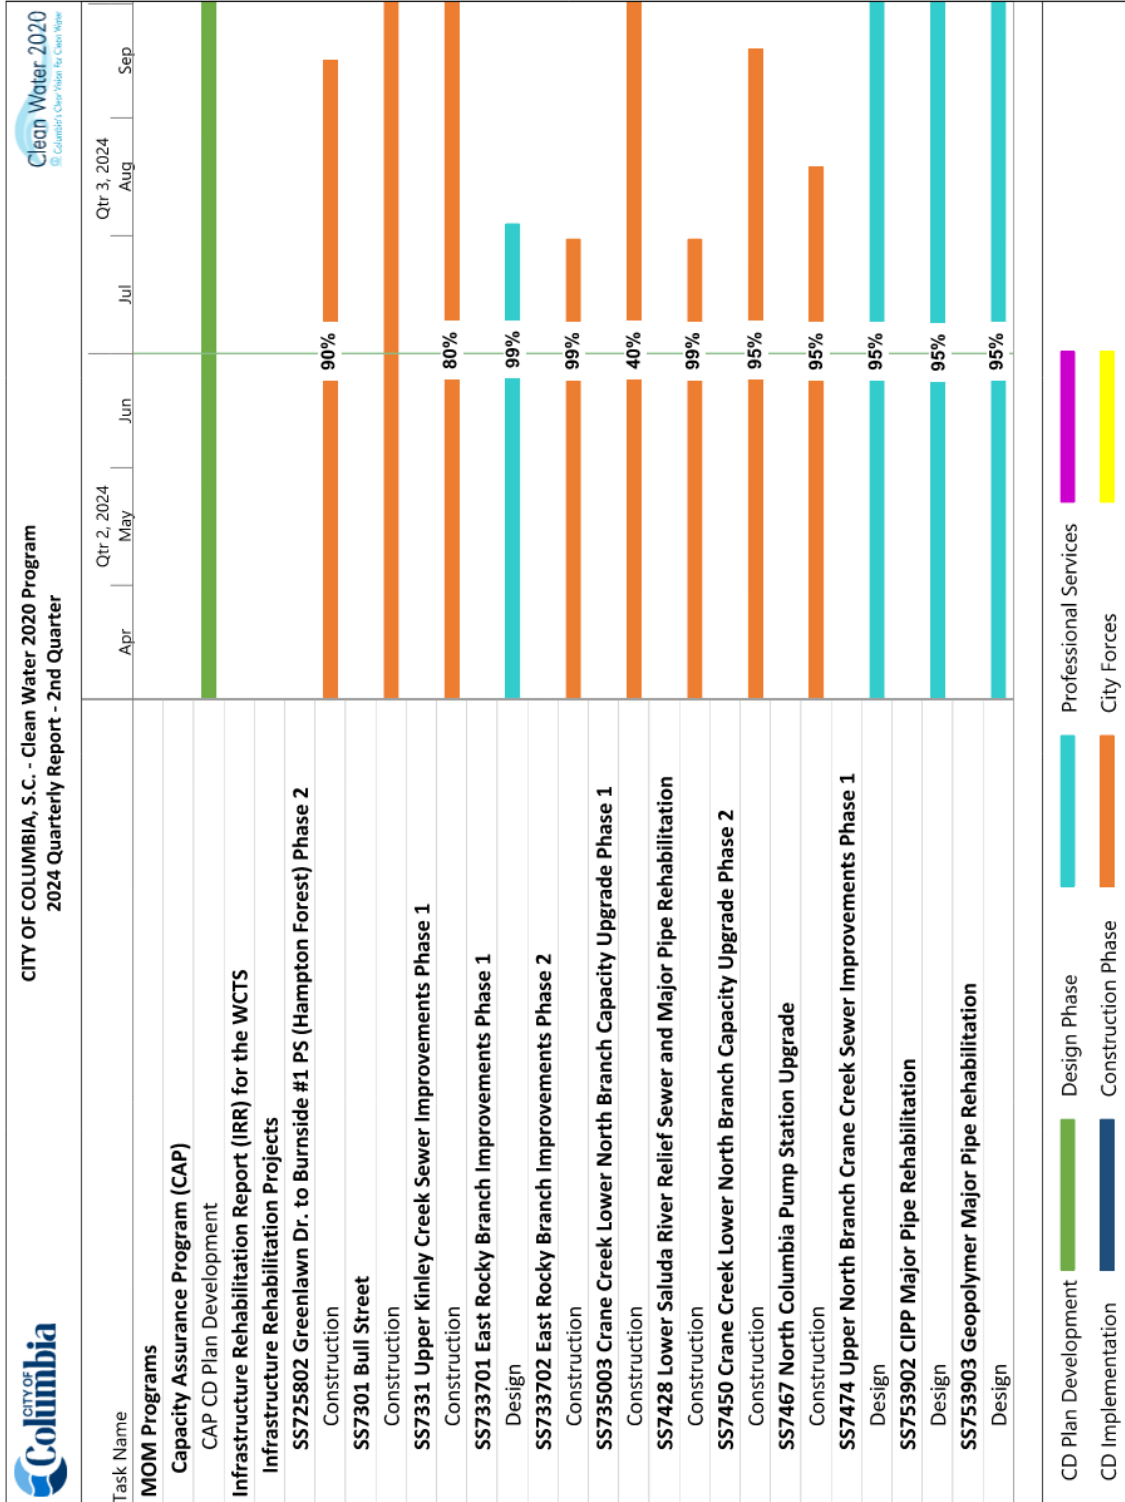 CITY OF
Columbia
CITY OF COLUMBIA, S.C. - Clean Water 2020 Program
2024 Quarterly Report - 2nd Quarter
Clean Water 2020
@ Columbia's Clear Vision for Clean Water
Task Name
Qtr 2, 2024
Qtr 3, 2024
Apr
May
Jun
Jul
Aug
Sep
MOM Programs
Capacity Assurance Program (CAP)
CAP CD Plan Development
Infrastructure Rehabilitation Report (IRR) for the WCTS
Infrastructure Rehabilitation Projects
SS725802 Greenlawn Dr. to Burnside #1 PS (Hampton Forest) Phase 2
Construction
90%
SS7301 Bull Street
Construction
SS7331 Upper Kinley Creek Sewer Improvements Phase 1
Construction
80%
SS733701 East Rocky Branch Improvements Phase 1
Design
99%
SS733702 East Rocky Branch Improvements Phase 2
Construction
99%
SS735003 Crane Creek Lower North Branch Capacity Upgrade Phase 1
Construction
40%
SS7428 Lower Saluda River Relief Sewer and Major Pipe Rehabilitation
Construction
99%
SS7450 Crane Creek Lower North Branch Capacity Upgrade Phase 2
Construction
95%
SS7467 North Columbia Pump Station Upgrade
Construction
95%
SS7474 Upper North Branch Crane Creek Sewer Improvements Phase 1
Design
95%
SS753902 CIPP Major Pipe Rehabilitation
Design
95%
SS753903 Geopolymer Major Pipe Rehabilitation
Design
95%
CD Plan Development
Design Phase
Professional Services
CD Implementation
Construction Phase
City Forces